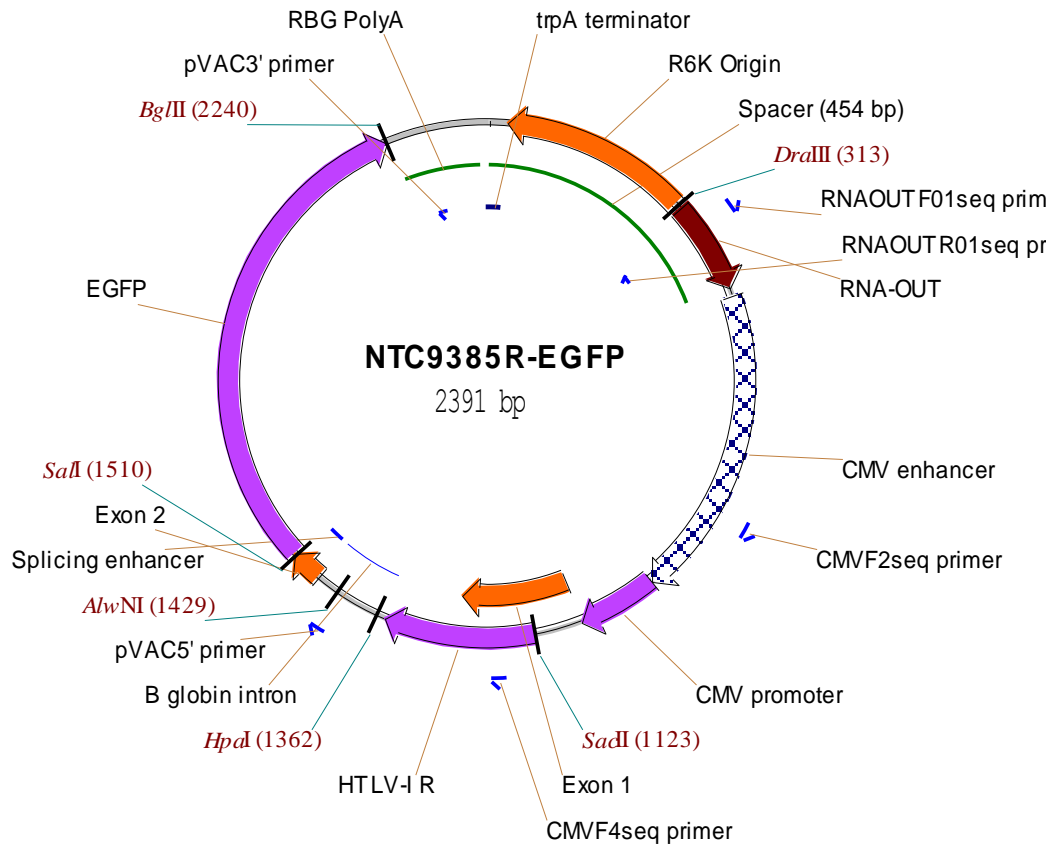 RBG PolyA
trpA terminator
pVAC3' primer
R6K Origin
BglII (2240)
Spacer (454 bp)
DraIII (313)
RNAOUTF01seq prim
RNAOUTR01seq pr
EGFP
RNA-OUT
NTC9385R-EGFP
2391 bp
SalI (1510)
CMV enhancer
Exon 2
Splicing enhancer
CMVF2seq primer
AlwNI (1429)
pVAC5' primer
B globin intron
CMV promoter
HpaI (1362)
SacII (1123)
HTLV-I R
Exon 1
CMVF4seq primer